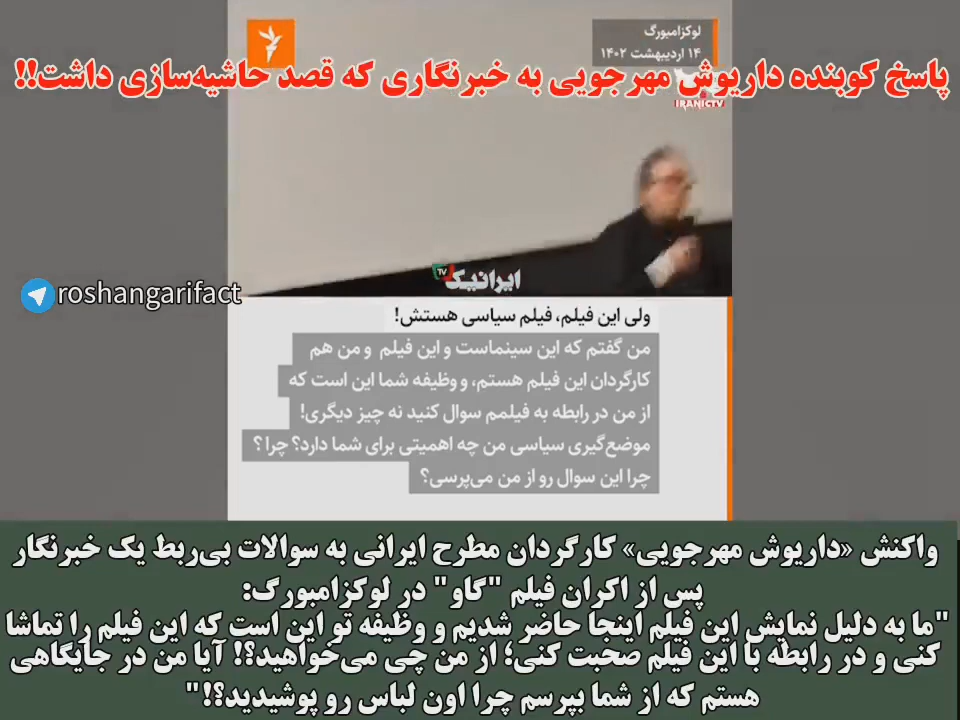 لوکزامبورگ
۱۴ اردیبهشت ۱۴۰۲
پاسخ کوبنده داریوش مهرجویی به خبرنگاری که قصد حاشیه‌سازی داشت!!
IRANICTV
ایرانیک TV
roshangarifact
ولی این فیلم، فیلم سیاسی هستش!
من گفتم که این سینماست و این فیلم و من هم
کارگردان این فیلم هستم، و وظیفه شما این است که
از من در رابطه به فیلمم سوال کنید نه چیز دیگری!
موضع‌گیری سیاسی من چه اهمیتی برای شما دارد؟ چرا ؟
چرا این سوال رو از من می‌پرسی؟
واکنش «داریوش مهرجویی» کارگردان مطرح ایرانی به سوالات بی‌ربط یک خبرنگار
پس از اکران فیلم "گاو" در لوکزامبورگ:
"ما به دلیل نمایش این فیلم اینجا حاضر شدیم و وظیفه تو این است که این فیلم را تماشا
کنی و در رابطه با این فیلم صحبت کنی؛ از من چی می‌خواهید؟! آیا من در جایگاهی
هستم که از شما بپرسم چرا اون لباس رو پوشیدید؟!"